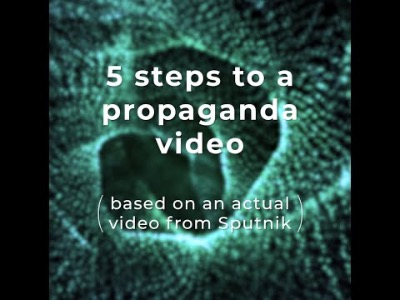 5 steps to a
propaganda
video
( based on an actual
video from Sputnik )